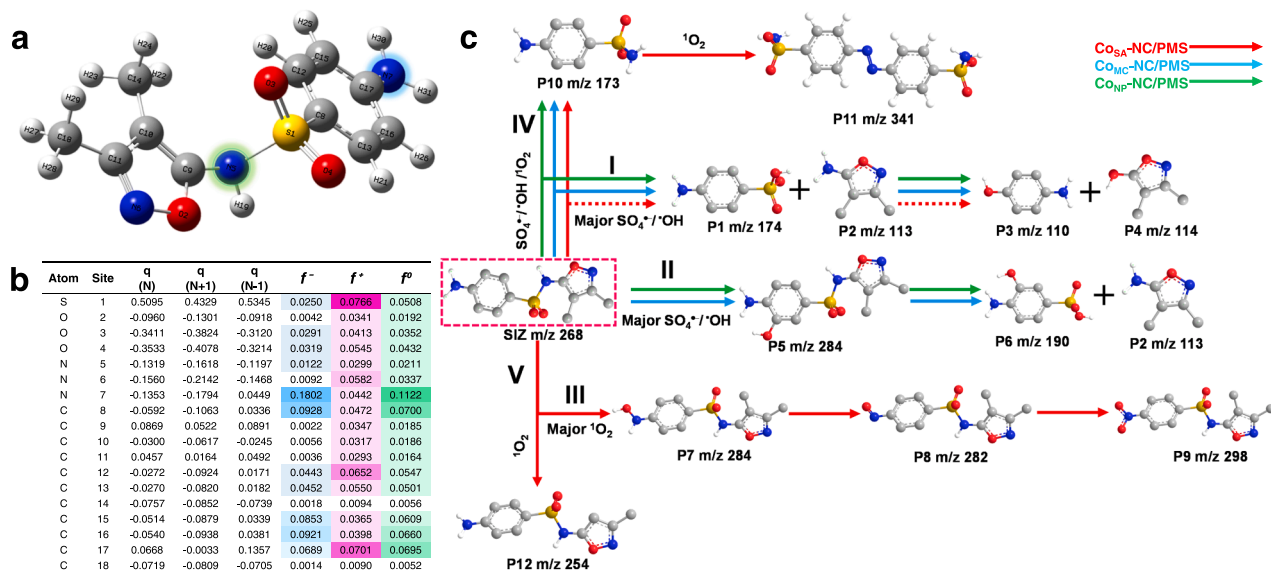 a
H25
H30
H24
H20
C15
N7
C14
O3
C12
C17
H23
H22
H31
H29
C8
C10
S1
C16
H27
C18
C11
C13
C9
H26
H28
O4
H21
N6
O2
H19
b
Atom Site q (N) q (N+1) q (N-1) f⁻ f⁺ f⁰
S 1 0.5095 0.4329 0.5345 0.0250 0.0766 0.0508
O 2 -0.0960 -0.1301 -0.0918 0.0042 0.0341 0.0192
O 3 -0.3411 -0.3824 -0.3120 0.0291 0.0413 0.0352
O 4 -0.3533 -0.4078 -0.3214 0.0319 0.0545 0.0432
N 5 -0.1319 -0.1618 -0.1197 0.0122 0.0299 0.0211
N 6 -0.1560 -0.2142 -0.1468 0.0092 0.0582 0.0337
N 7 -0.1353 -0.1794 0.0449 0.1802 0.0442 0.1122
C 8 -0.0592 -0.1063 0.0336 0.0928 0.0472 0.0700
C 9 0.0869 0.0522 0.0891 0.0022 0.0347 0.0185
C 10 -0.0300 -0.0617 -0.0245 0.0056 0.0317 0.0186
C 11 0.0457 0.0164 0.0492 0.0036 0.0293 0.0164
C 12 -0.0272 -0.0924 0.0171 0.0443 0.0652 0.0547
C 13 -0.0270 -0.0820 0.0182 0.0452 0.0550 0.0501
C 14 -0.0757 -0.0852 -0.0739 0.0018 0.0094 0.0056
C 15 -0.0514 -0.0879 0.0339 0.0853 0.0365 0.0609
C 16 -0.0540 -0.0938 0.0381 0.0921 0.0398 0.0660
C 17 0.0668 -0.0033 0.1357 0.0689 0.0701 0.0695
C 18 -0.0719 -0.0809 -0.0705 0.0014 0.0090 0.0052
c
P10 m/z 173
¹O₂
P11 m/z 341
Co_SA-NC/PMS
Co_MC-NC/PMS
Co_NP-NC/PMS
IV
SO₄•⁻/•OH /¹O₂
I
Major SO₄•⁻/•OH
P1 m/z 174
+
P2 m/z 113
P3 m/z 110
+
P4 m/z 114
SIZ m/z 268
II
Major SO₄•⁻/•OH
P5 m/z 284
P6 m/z 190
+
P2 m/z 113
V
¹O₂
III
Major ¹O₂
P7 m/z 284
P8 m/z 282
P9 m/z 298
P12 m/z 254